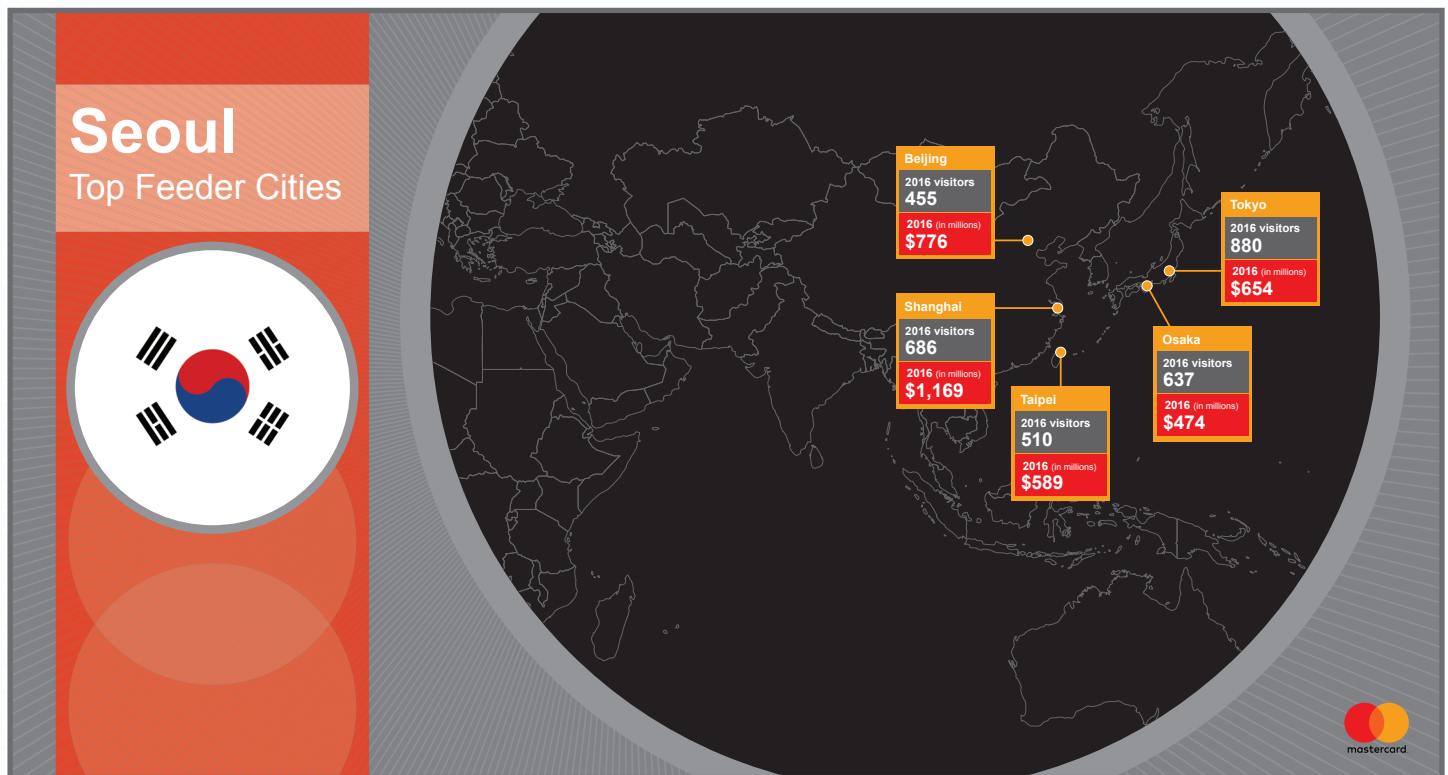 Seoul
Top Feeder Cities
Beijing
2016 visitors
455
2016 (in millions)
$776
Tokyo
2016 visitors
880
2016 (in millions)
$654
Shanghai
2016 visitors
686
2016 (in millions)
$1,169
Osaka
2016 visitors
637
2016 (in millions)
$474
Taipei
2016 visitors
510
2016 (in millions)
$589
mastercard